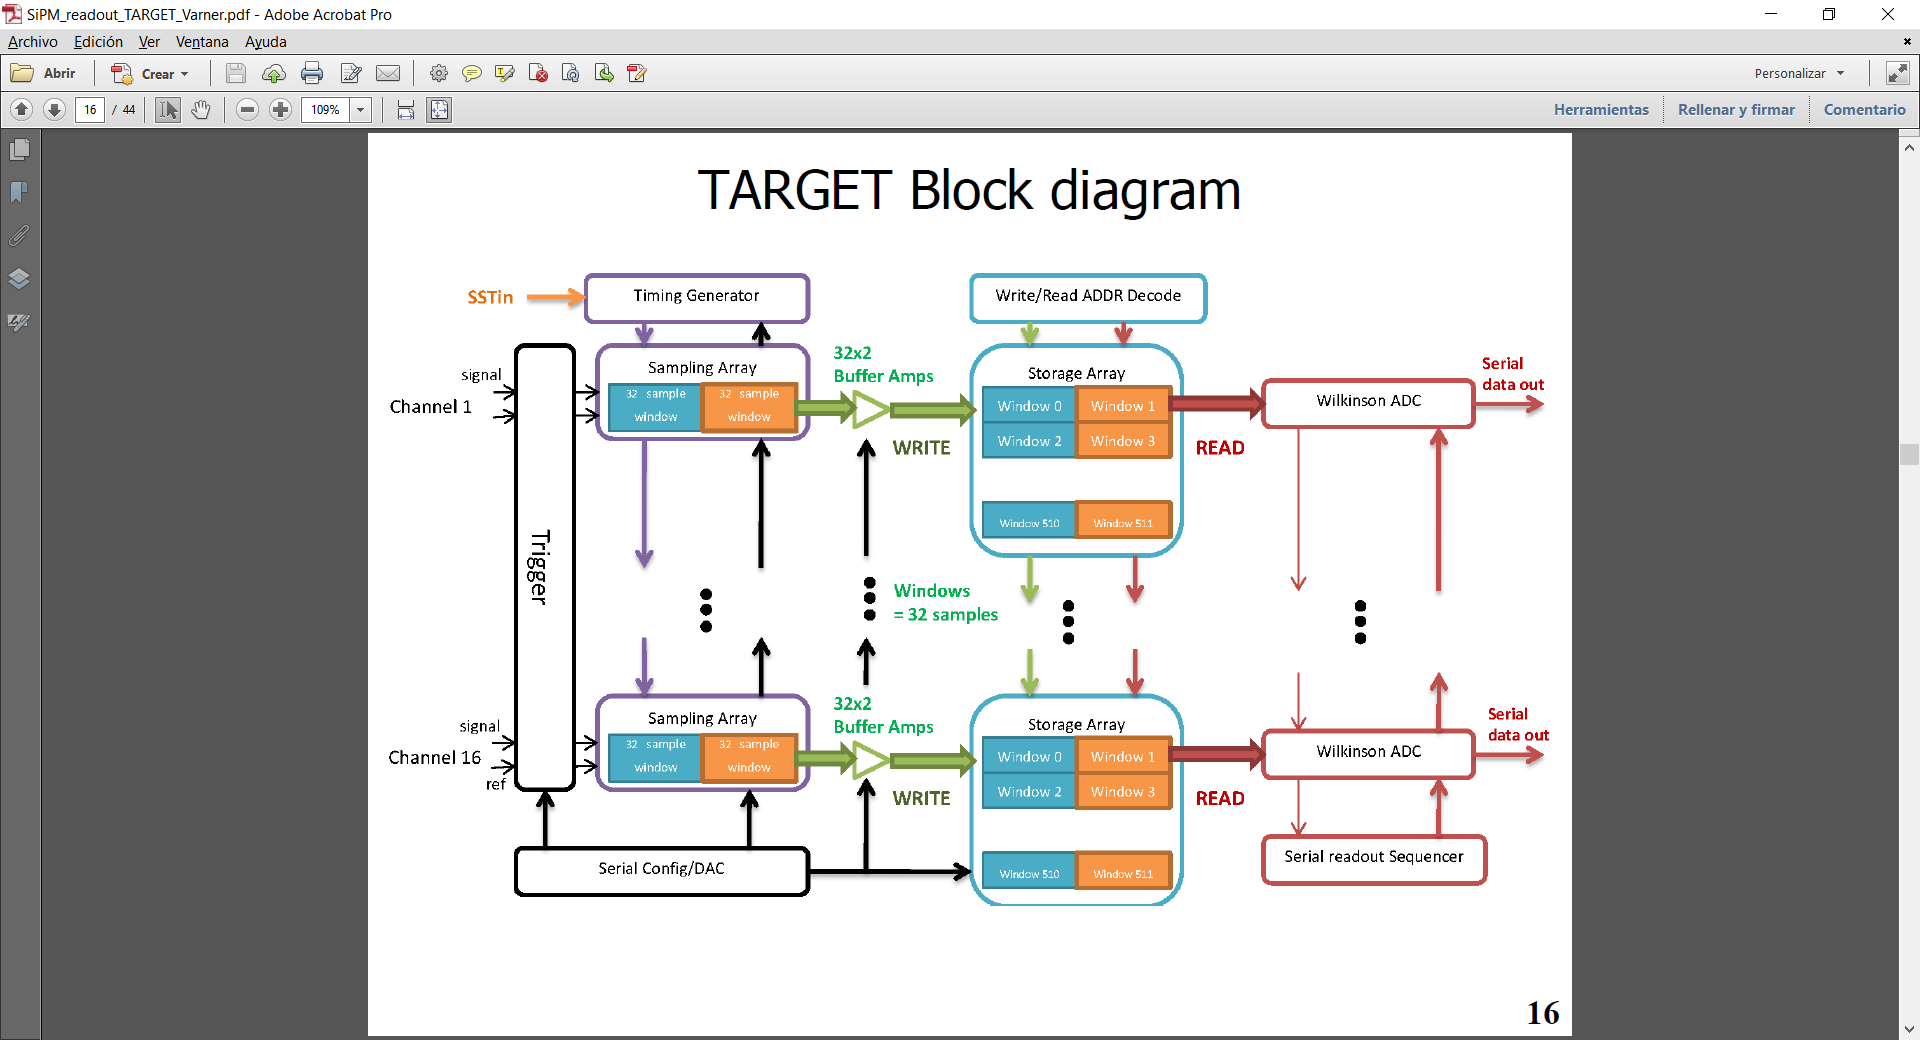 SiPM_readout_TARGET_Varner.pdf - Adobe Acrobat Pro
Archivo Edición Ver Ventana Ayuda
Abrir Crear Personalizar
16 / 44 109% Herramientas Rellenar y firmar Comentario
TARGET Block diagram
SSTin
Timing Generator
Write/Read ADDR Decode
signal
Channel 1
Trigger
Sampling Array
32 sample
window
32 sample
window
32x2
Buffer Amps
WRITE
Storage Array
Window 0
Window 1
Window 2
Window 3
Window 510
Window 511
READ
Wilkinson ADC
Serial
data out
Windows
= 32 samples
signal
Channel 16
ref
Sampling Array
32 sample
window
32 sample
window
32x2
Buffer Amps
WRITE
Storage Array
Window 0
Window 1
Window 2
Window 3
Window 510
Window 511
READ
Wilkinson ADC
Serial
data out
Serial Config/DAC
Serial readout Sequencer
16